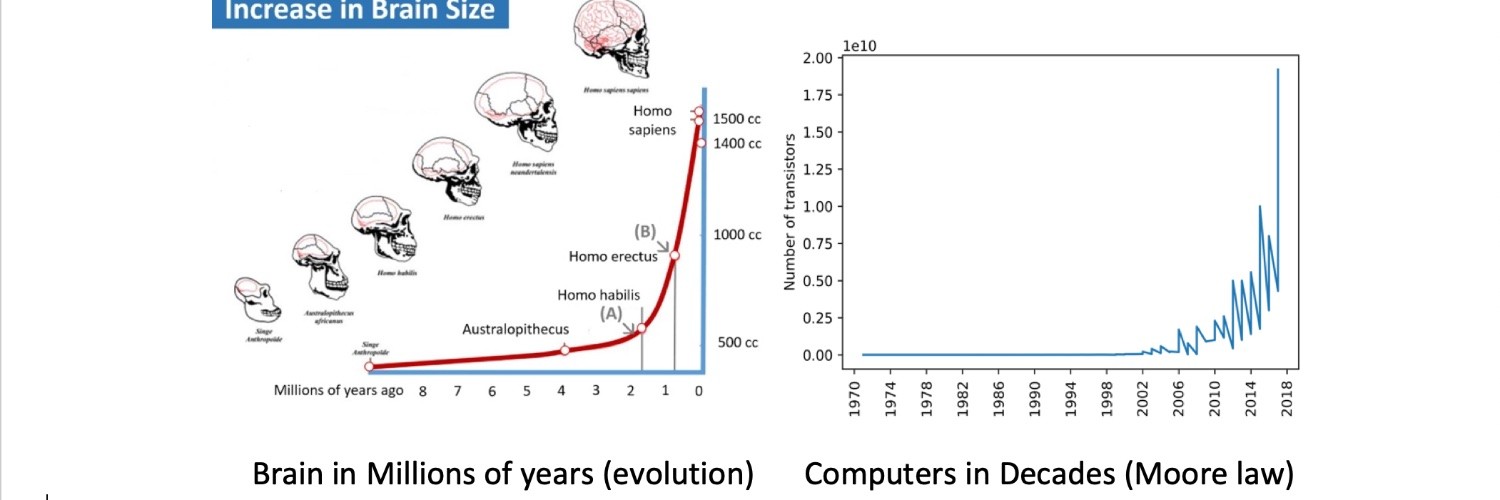 Increase in Brain Size
Homo sapiens sapiens
Homo sapiens
neandertalensis
Homo erectus
Homo habilis
Australopithecus
africanus
Singe
Anthropoïde
Homo
sapiens
1500 cc
1400 cc
(B)
1000 cc
Homo erectus
Homo habilis
(A)
Australopithecus
500 cc
Singe
Anthropoïde
Millions of years ago 8 7 6 5 4 3 2 1 0
Brain in Millions of years (evolution)
1e10
2.00
1.75
1.50
1.25
1.00
0.75
0.50
0.25
0.00
Number of transistors
1970 1974 1978 1982 1986 1990 1994 1998 2002 2006 2010 2014 2018
Computers in Decades (Moore law)